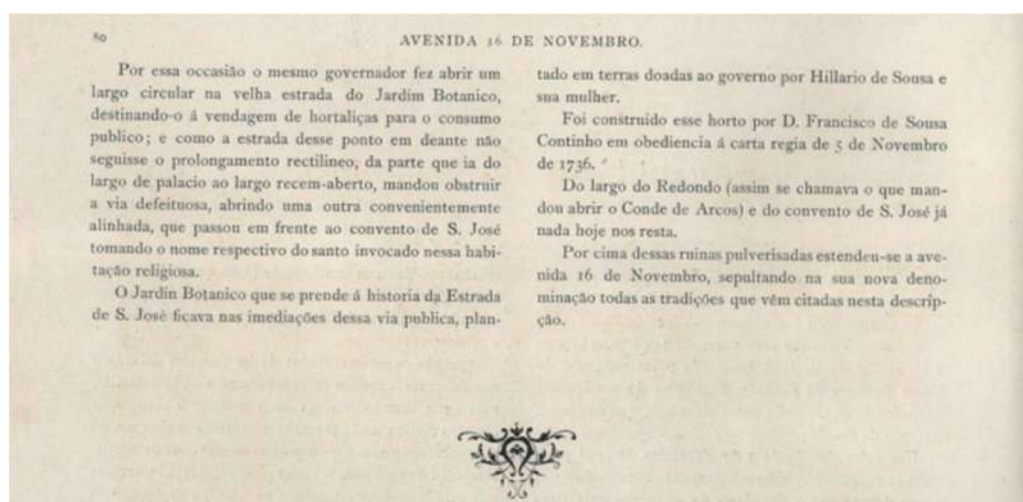 80
AVENIDA 16 DE NOVEMBRO.
Por essa occasião o mesmo governador fez abrir um
largo circular na velha estrada do Jardim Botanico,
destinando-o á vendagem de hortaliças para o consumo
publico; e como a estrada desse ponto em deante não
seguisse o prolongamento rectilineo, da parte que ia do
largo de palacio ao largo recem-aberto, mandou obstruir
a via defeituosa, abrindo uma outra convenientemente
alinhada, que passou em frente ao convento de S. José
tomando o nome respectivo do santo invocado nessa habi-
tação religiosa.
O Jardin Botanico que se prende á historia da Estrada
de S. José ficava nas imediações dessa via publica, plan-
tado em terras doadas ao governo por Hillario de Sousa e
sua mulher.
Foi construido esse horto por D. Francisco de Sousa
Continho em obediencia á carta regia de 5 de Novembro
de 1736.
Do largo do Redondo (assim se chamava o que man-
dou abrir o Conde de Arcos) e do convento de S. José já
nada hoje nos resta.
Por cima dessas ruinas pulverisadas estendeu-se a ave-
nida 16 de Novembro, sepultando na sua nova deno-
minação todas as tradições que vêm citadas nesta descrip-
ção.